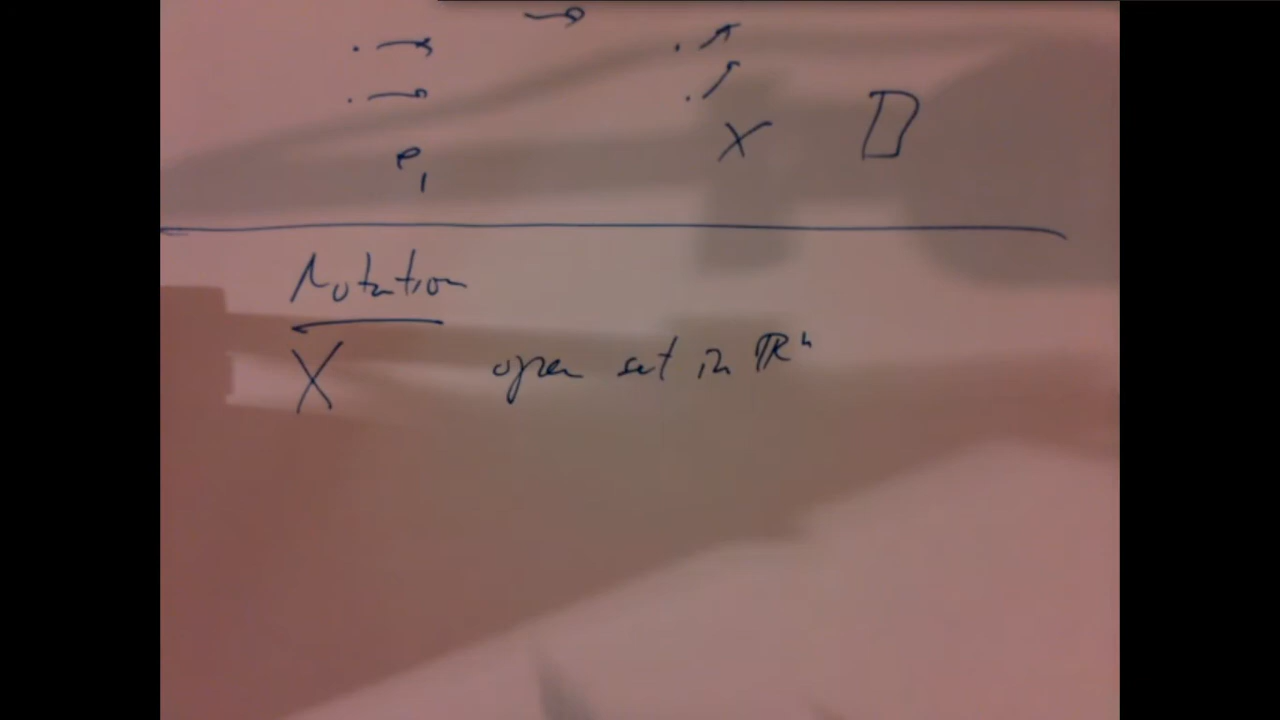 e₁ X
Notation
X open set in ℝⁿ